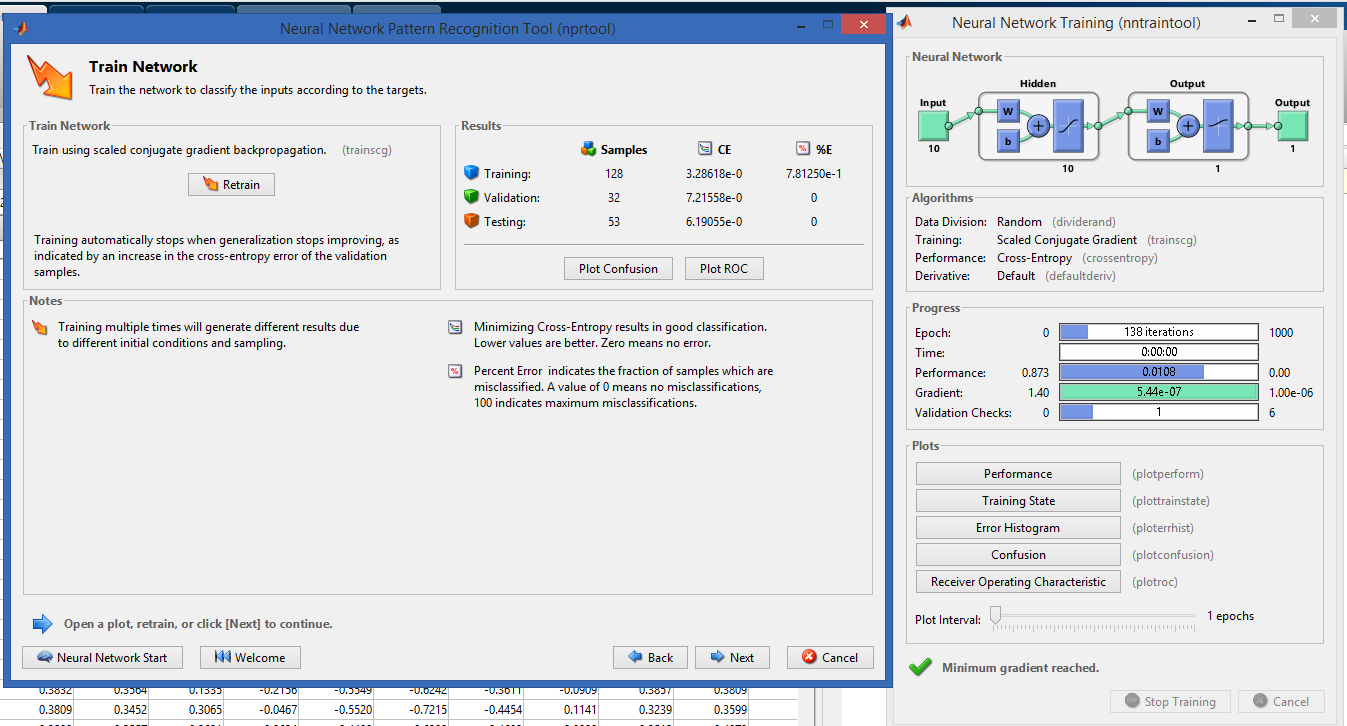 Neural Network Pattern Recognition Tool (nprtool)
Train Network
Train the network to classify the inputs according to the targets.
Train Network
Train using scaled conjugate gradient backpropagation. (trainscg)
Retrain
Training automatically stops when generalization stops improving, as
indicated by an increase in the cross-entropy error of the validation
samples.
Results
Samples CE %E
Training: 128 3.28618e-0 7.81250e-1
Validation: 32 7.21558e-0 0
Testing: 53 6.19055e-0 0
Plot Confusion Plot ROC
Notes
Training multiple times will generate different results due
to different initial conditions and sampling.
Minimizing Cross-Entropy results in good classification.
Lower values are better. Zero means no error.
% Percent Error indicates the fraction of samples which are
misclassified. A value of 0 means no misclassifications,
100 indicates maximum misclassifications.
Open a plot, retrain, or click [Next] to continue.
Neural Network Start Welcome Back Next Cancel
0.3832 0.3564 0.1335 -0.2156 -0.5549 -0.6242 -0.3611 -0.0909 0.3857 0.3809
0.3809 0.3452 0.3065 -0.0467 -0.5520 -0.7215 -0.4454 0.1141 0.3239 0.3599
Neural Network Training (nntraintool)
Neural Network
Hidden Output
Input W W Output
b b
10 10 1 1
Algorithms
Data Division: Random (dividerand)
Training: Scaled Conjugate Gradient (trainscg)
Performance: Cross-Entropy (crossentropy)
Derivative: Default (defaultderiv)
Progress
Epoch: 0 138 iterations 1000
Time: 0:00:00
Performance: 0.873 0.0108 0.00
Gradient: 1.40 5.44e-07 1.00e-06
Validation Checks: 0 1 6
Plots
Performance (plotperform)
Training State (plottrainstate)
Error Histogram (ploterrhist)
Confusion (plotconfusion)
Receiver Operating Characteristic (plotroc)
Plot Interval: 1 epochs
Minimum gradient reached.
Stop Training Cancel